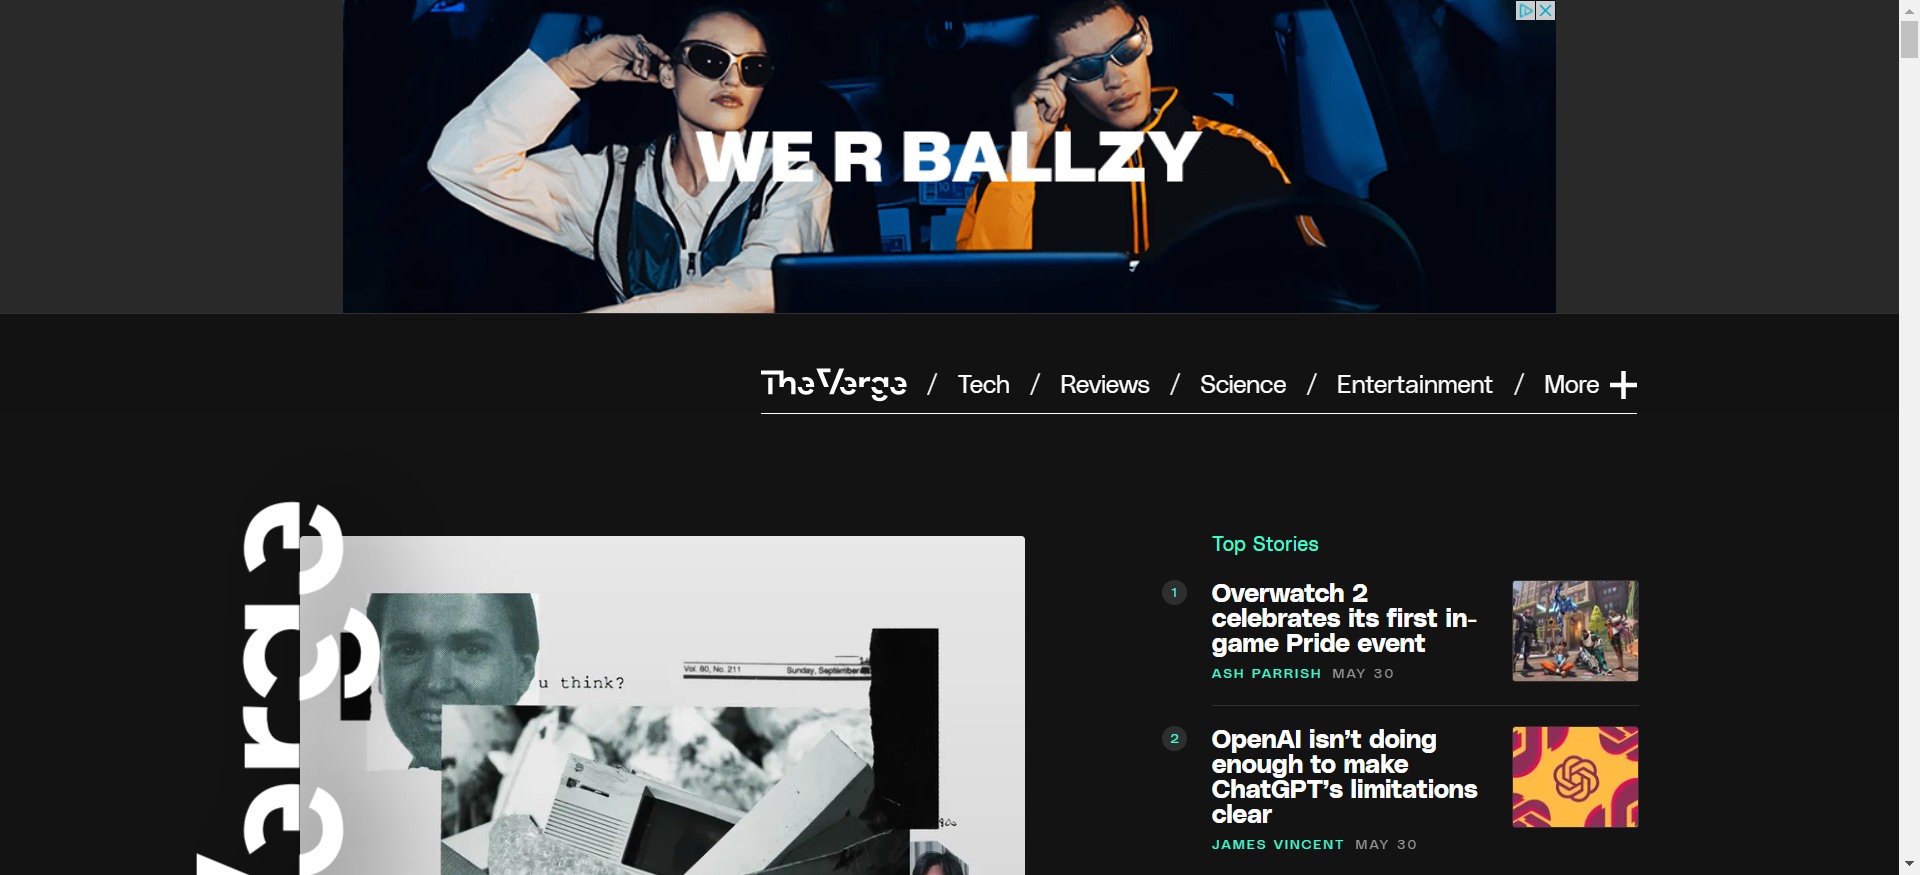 WE R BALLZY
The Verge / Tech / Reviews / Science / Entertainment / More
Verge
Vol. 80, No. 211
Sunday, September
u think?
Top Stories
1
Overwatch 2
celebrates its first in-
game Pride event
ASH PARRISH MAY 30
2
OpenAI isn’t doing
enough to make
ChatGPT’s limitations
clear
JAMES VINCENT MAY 30